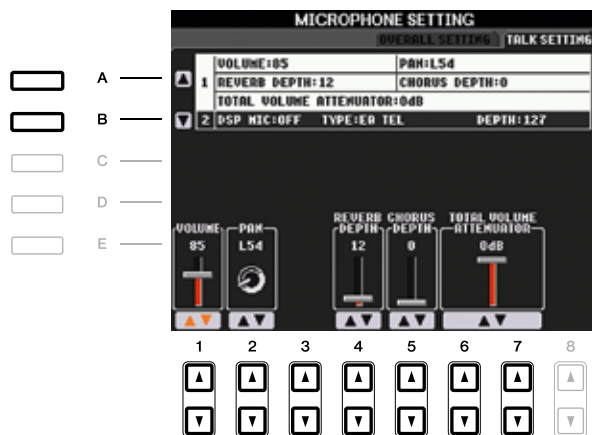 MICROPHONE SETTING
OVERALL SETTING TALK SETTING
A
B
C
D
E
1
VOLUME:85 PAN:L54
REVERB DEPTH:12 CHORUS DEPTH:0
TOTAL VOLUME ATTENUATOR:0dB
2 DSP MIC:OFF TYPE:EQ TEL DEPTH:127
VOLUME PAN REVERB DEPTH CHORUS DEPTH TOTAL VOLUME ATTENUATOR
85 L54 12 0 0dB
1 2 3 4 5 6 7 8